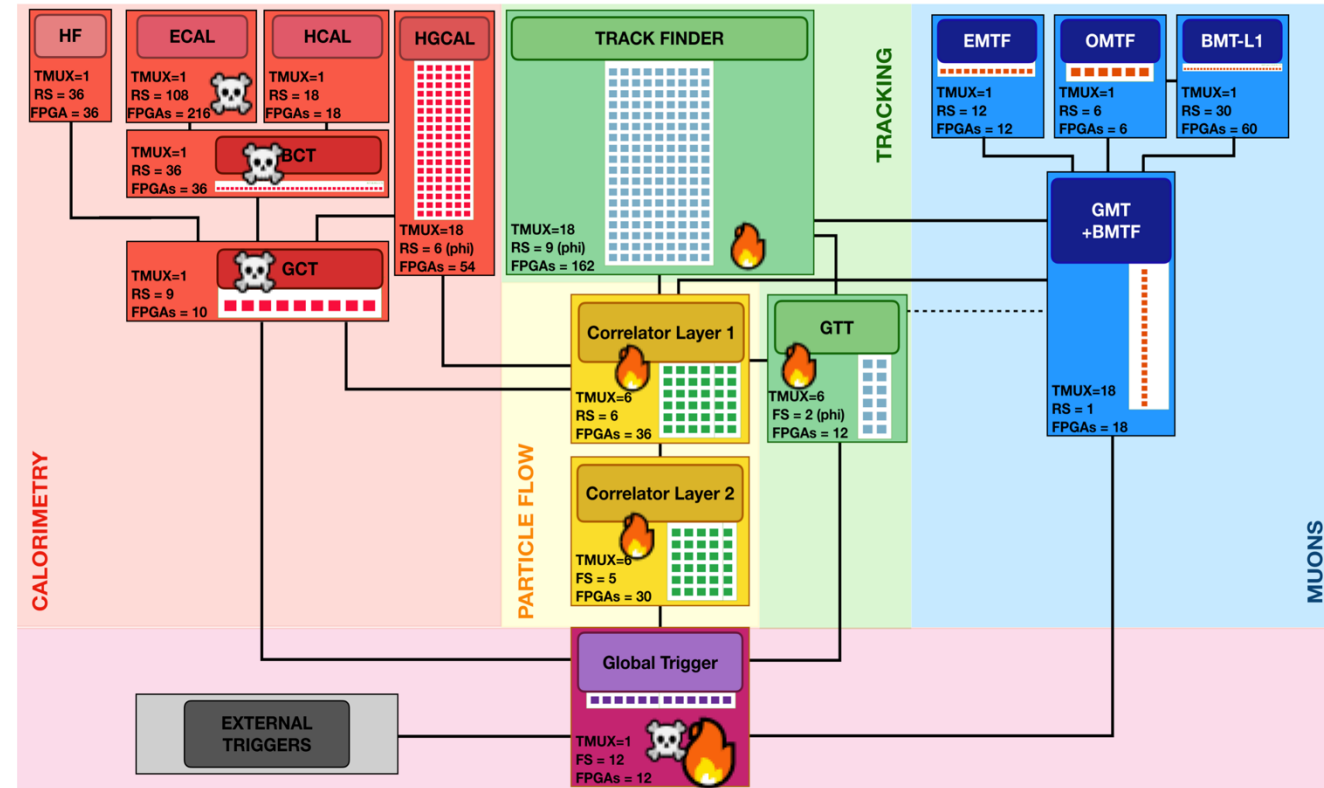 HF
TMUX=1
RS = 36
FPGA = 36
ECAL
TMUX=1
RS = 108
FPGAs = 216
HCAL
TMUX=1
RS = 18
FPGAs = 18
HGCAL
TMUX=18
RS = 6 (phi)
FPGAs = 54
BCT
TMUX=1
RS = 36
FPGAs = 36
GCT
TMUX=1
RS = 9
FPGAs = 10
CALORIMETRY
TRACK FINDER
TMUX=18
RS = 9 (phi)
FPGAs = 162
TRACKING
Correlator Layer 1
TMUX=6
RS = 6
FPGAs = 36
GTT
TMUX=6
FS = 2 (phi)
FPGAs = 12
Correlator Layer 2
TMUX=6
FS = 5
FPGAs = 30
PARTICLE FLOW
EMTF
TMUX=1
RS = 12
FPGAs = 12
OMTF
TMUX=1
RS = 6
FPGAs = 6
BMT-L1
TMUX=1
RS = 30
FPGAs = 60
GMT
+BMTF
TMUX=18
RS = 1
FPGAs = 18
MUONS
Global Trigger
TMUX=1
FS = 12
FPGAs = 12
EXTERNAL
TRIGGERS